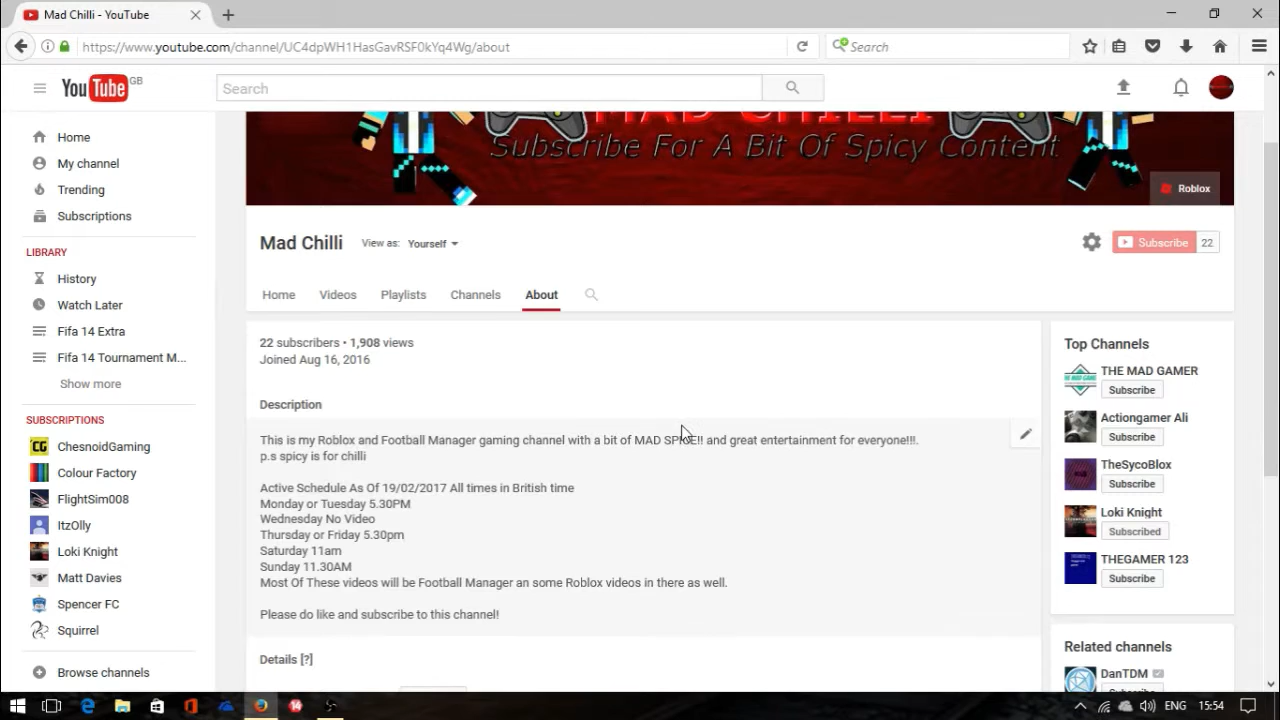 Mad Chilli - YouTube
https://www.youtube.com/channel/UC4dpWH1HasGavRSF0kYq4Wg/about
Search
YouTube GB
Search
Home
My channel
Trending
Subscriptions
LIBRARY
History
Watch Later
Fifa 14 Extra
Fifa 14 Tournament M...
Show more
SUBSCRIPTIONS
ChesnoidGaming
Colour Factory
FlightSim008
ItzOlly
Loki Knight
Matt Davies
Spencer FC
Squirrel
Browse channels
MAD CHILLI
Subscribe For A Bit Of Spicy Content
Roblox
Mad Chilli
View as: Yourself
Subscribe 22
Home Videos Playlists Channels About
22 subscribers • 1,908 views
Joined Aug 16, 2016
Description
This is my Roblox and Football Manager gaming channel with a bit of MAD SPICE!! and great entertainment for everyone!!!.
p.s spicy is for chilli
Active Schedule As Of 19/02/2017 All times in British time
Monday or Tuesday 5.30PM
Wednesday No Video
Thursday or Friday 5.30pm
Saturday 11am
Sunday 11.30AM
Most Of These videos will be Football Manager an some Roblox videos in there as well.
Please do like and subscribe to this channel!
Details [?]
Top Channels
THE MAD GAMER
Subscribe
Actiongamer Ali
Subscribe
TheSycoBlox
Subscribe
Loki Knight
Subscribed
THEGAMER 123
Subscribe
Related channels
DanTDM
ENG 15:54